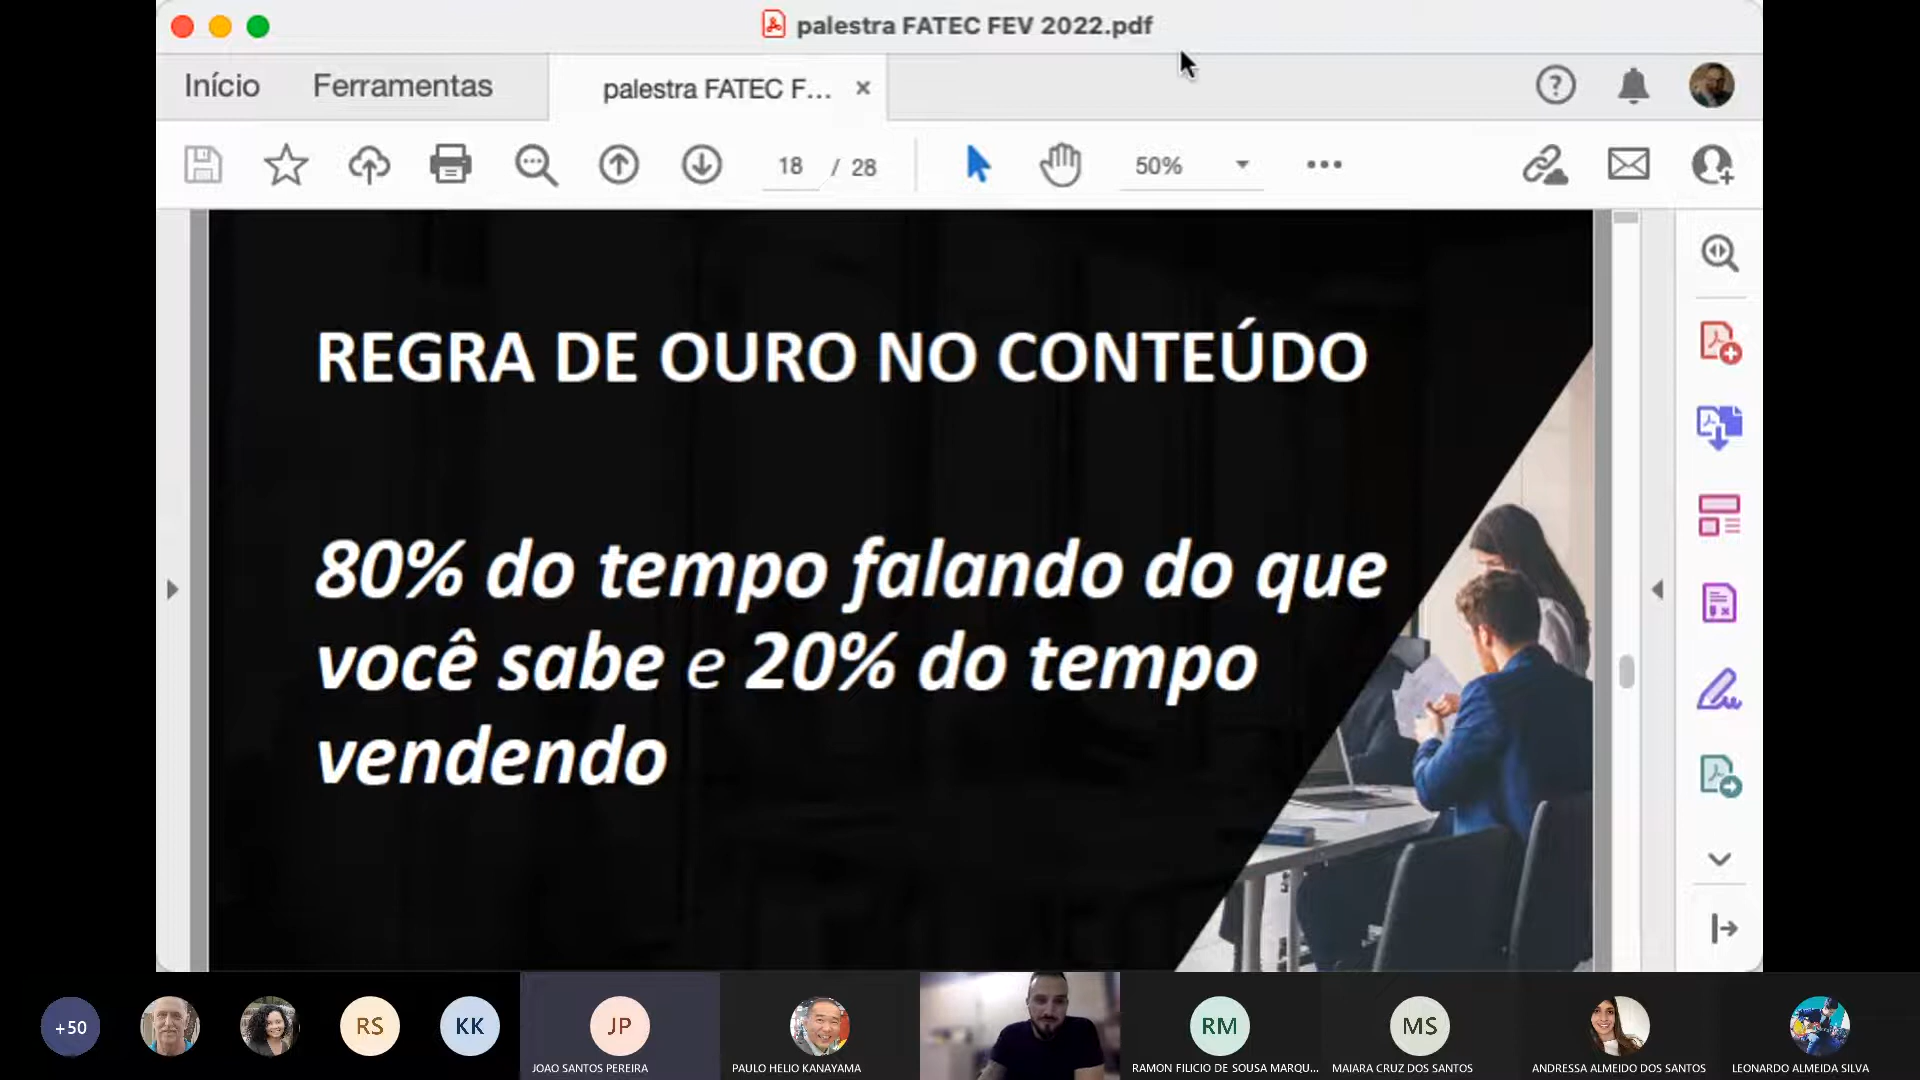 palestra FATEC FEV 2022.pdf
Início
Ferramentas
palestra FATEC F...
18 / 28
50%
REGRA DE OURO NO CONTEÚDO
80% do tempo falando do que
você sabe e 20% do tempo
vendendo
+50
RS
KK
JP
RM
MS
JOAO SANTOS PEREIRA
PAULO HELIO KANAYAMA
RAMON FILICIO DE SOUSA MARQU...
MAIARA CRUZ DOS SANTOS
ANDRESSA ALMEIDO DOS SANTOS
LEONARDO ALMEIDA SILVA